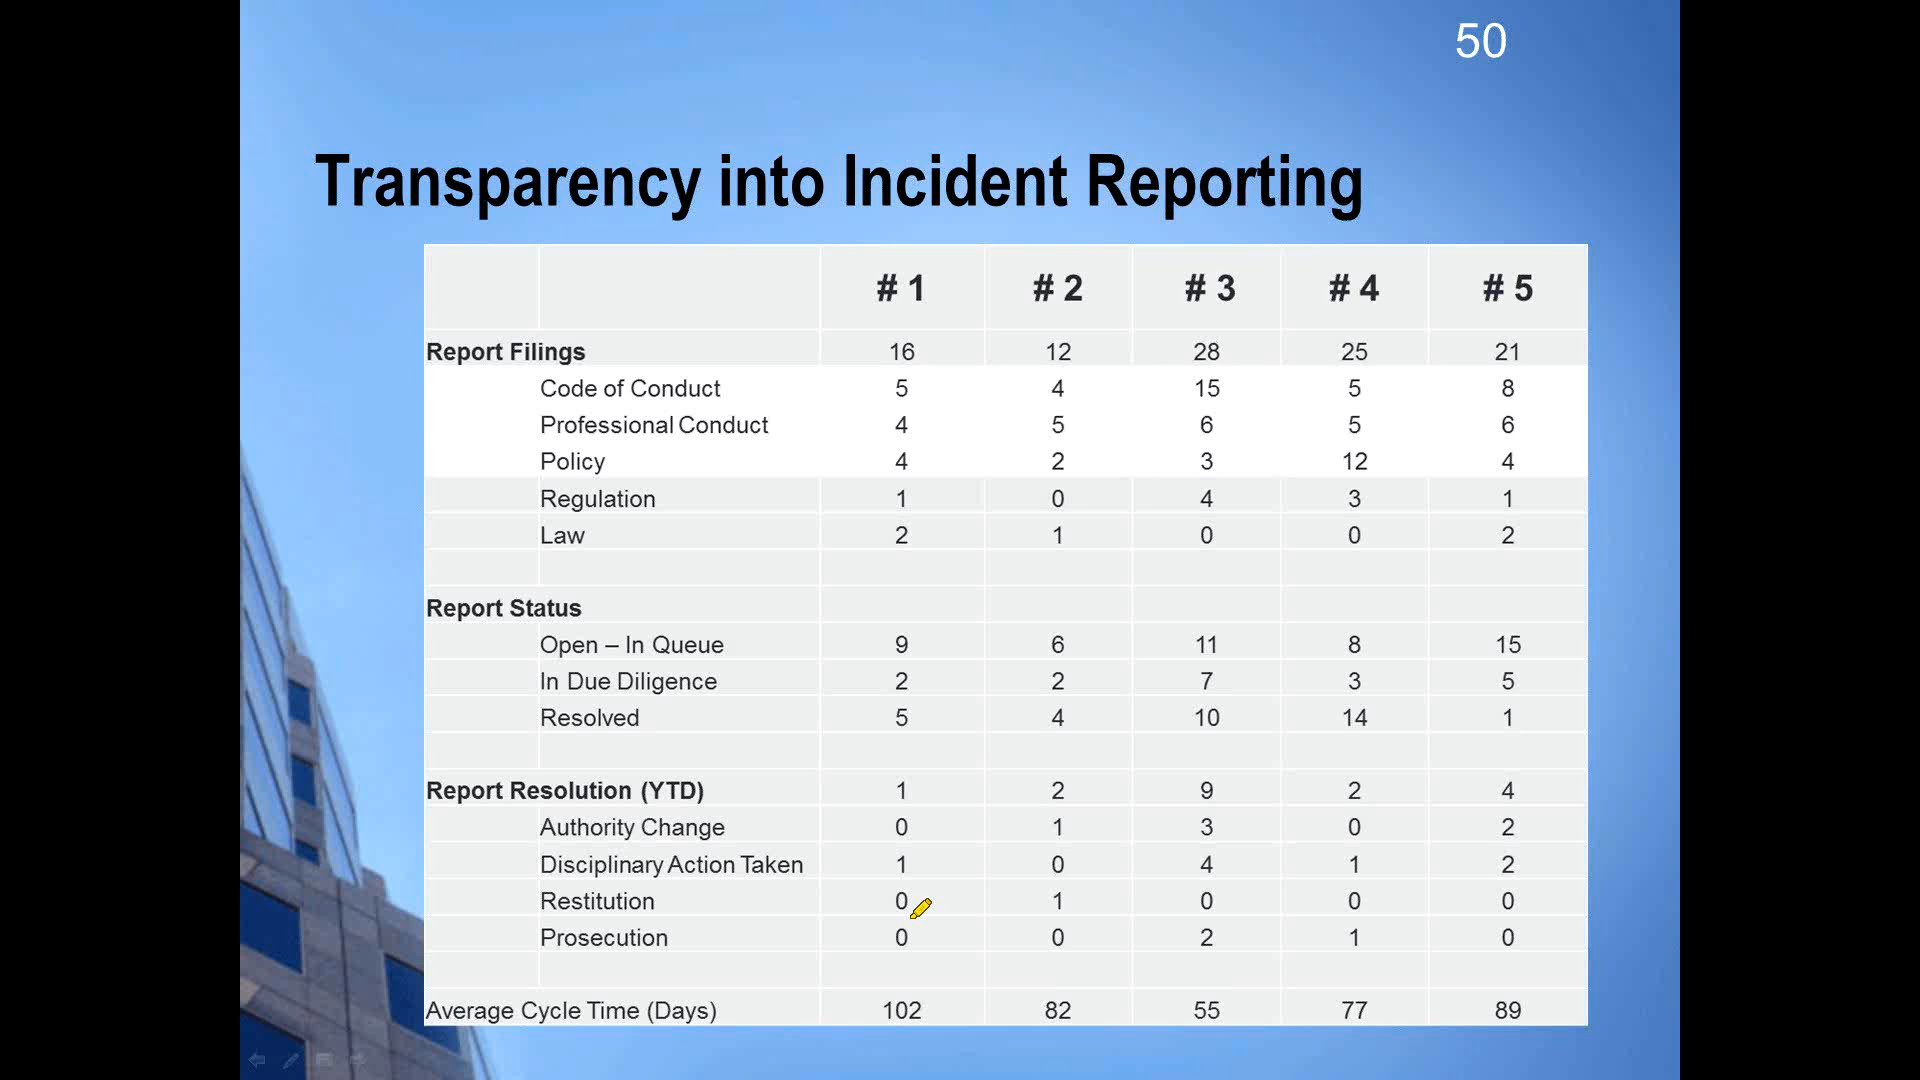 50
Transparency into Incident Reporting
# 1 # 2 # 3 # 4 # 5
Report Filings 16 12 28 25 21
Code of Conduct 5 4 15 5 8
Professional Conduct 4 5 6 5 6
Policy 4 2 3 12 4
Regulation 1 0 4 3 1
Law 2 1 0 0 2
Report Status
Open – In Queue 9 6 11 8 15
In Due Diligence 2 2 7 3 5
Resolved 5 4 10 14 1
Report Resolution (YTD) 1 2 9 2 4
Authority Change 0 1 3 0 2
Disciplinary Action Taken 1 0 4 1 2
Restitution 0 1 0 0 0
Prosecution 0 0 2 1 0
Average Cycle Time (Days) 102 82 55 77 89